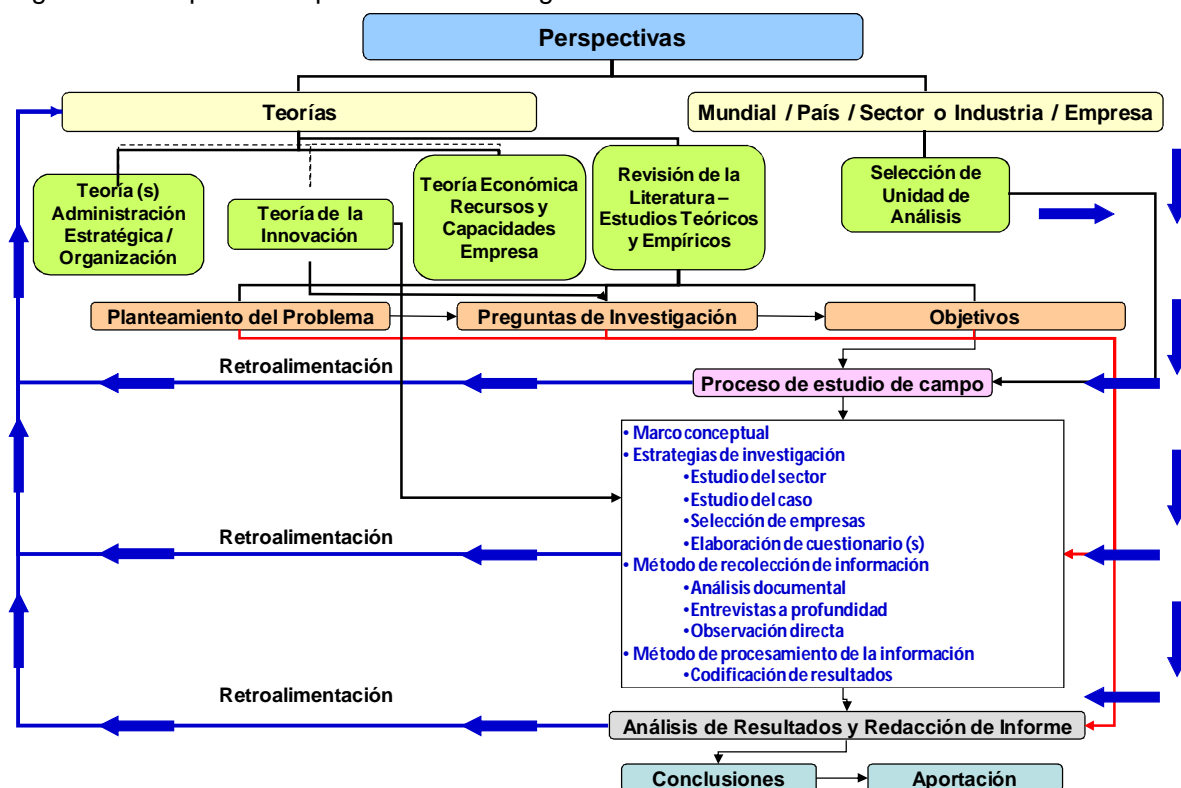 Perspectivas
Teorías
Mundial / País / Sector o Industria / Empresa
Teoría (s)
Administración
Estratégica /
Organización
Teoría de la
Innovación
Teoría Económica
Recursos y
Capacidades
Empresa
Revisión de la
Literatura –
Estudios Teóricos
y Empíricos
Selección de
Unidad de
Análisis
Planteamiento del Problema
Preguntas de Investigación
Objetivos
Retroalimentación
Proceso de estudio de campo
• Marco conceptual
• Estrategias de investigación
•Estudio del sector
•Estudio del caso
•Selección de empresas
•Elaboración de cuestionario (s)
• Método de recolección de información
•Análisis documental
•Entrevistas a profundidad
•Observación directa
• Método de procesamiento de la información
•Codificación de resultados
Retroalimentación
Retroalimentación
Análisis de Resultados y Redacción de Informe
Conclusiones
Aportación